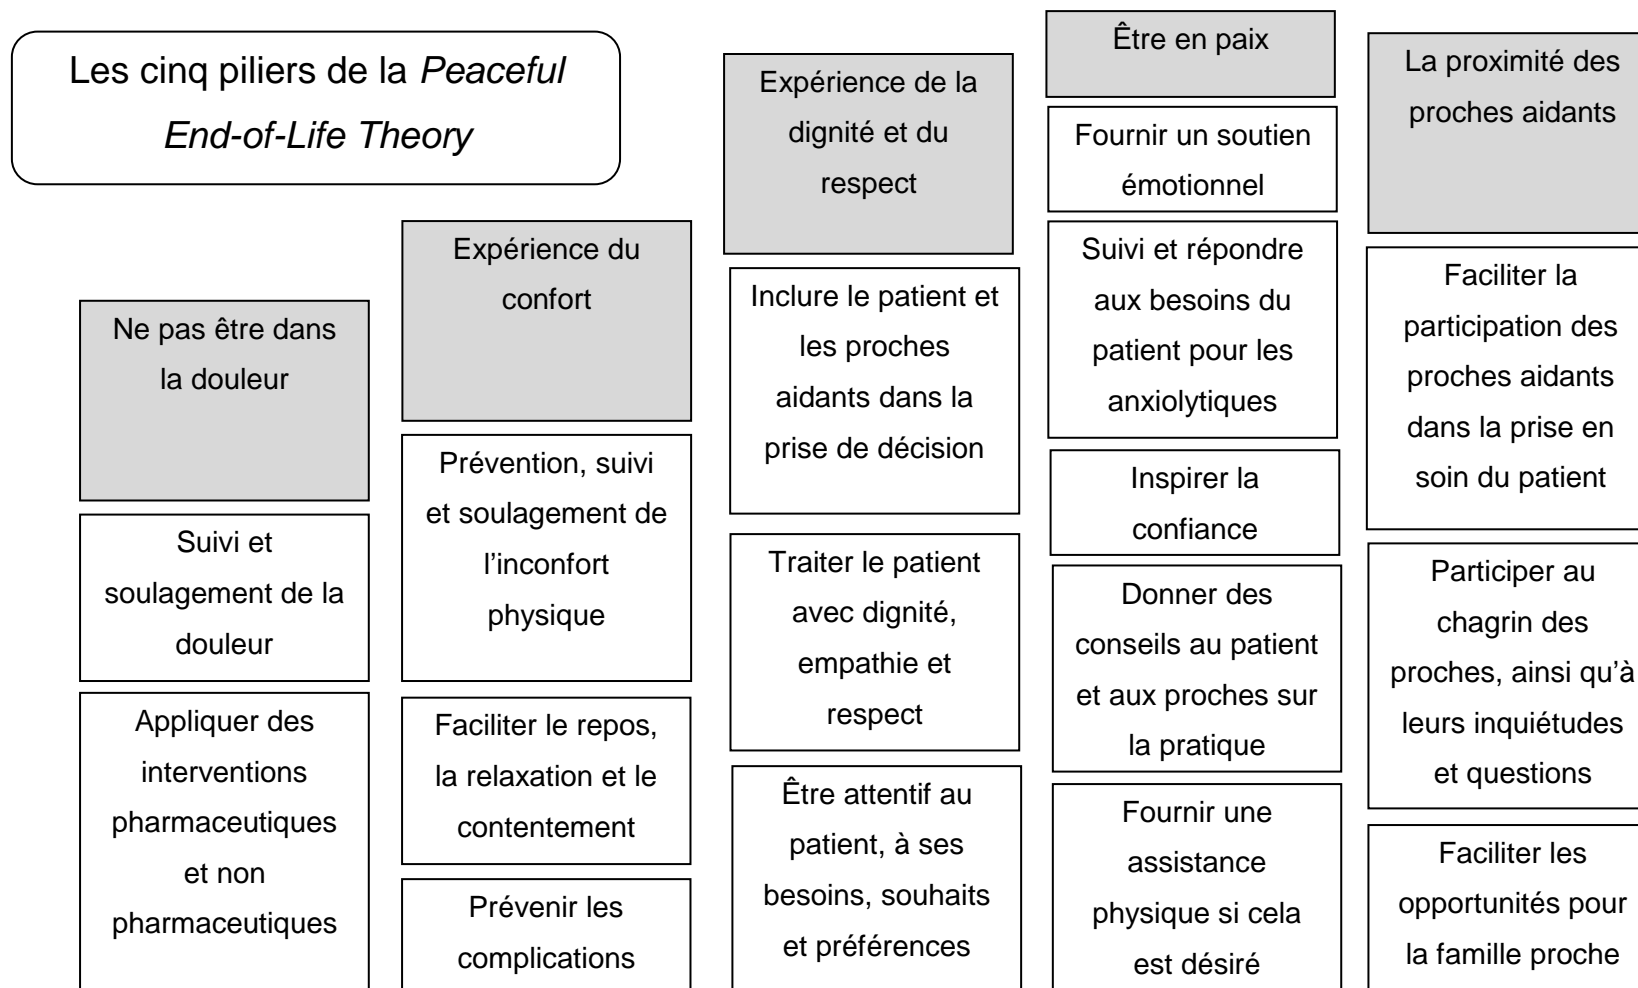 Les cinq piliers de la Peaceful
End-of-Life Theory
Ne pas être dans
la douleur
Suivi et
soulagement de la
douleur
Appliquer des
interventions
pharmaceutiques
et non
pharmaceutiques
Expérience du
confort
Prévention, suivi
et soulagement de
l'inconfort
physique
Faciliter le repos,
la relaxation et le
contentement
Prévenir les
complications
Expérience de la
dignité et du
respect
Inclure le patient et
les proches
aidants dans la
prise de décision
Traiter le patient
avec dignité,
empathie et
respect
Être attentif au
patient, à ses
besoins, souhaits
et préférences
Être en paix
Fournir un soutien
émotionnel
Suivi et répondre
aux besoins du
patient pour les
anxiolytiques
Inspirer la
confiance
Donner des
conseils au patient
et aux proches sur
la pratique
Fournir une
assistance
physique si cela
est désiré
La proximité des
proches aidants
Faciliter la
participation des
proches aidants
dans la prise en
soin du patient
Participer au
chagrin des
proches, ainsi qu'à
leurs inquiétudes
et questions
Faciliter les
opportunités pour
la famille proche